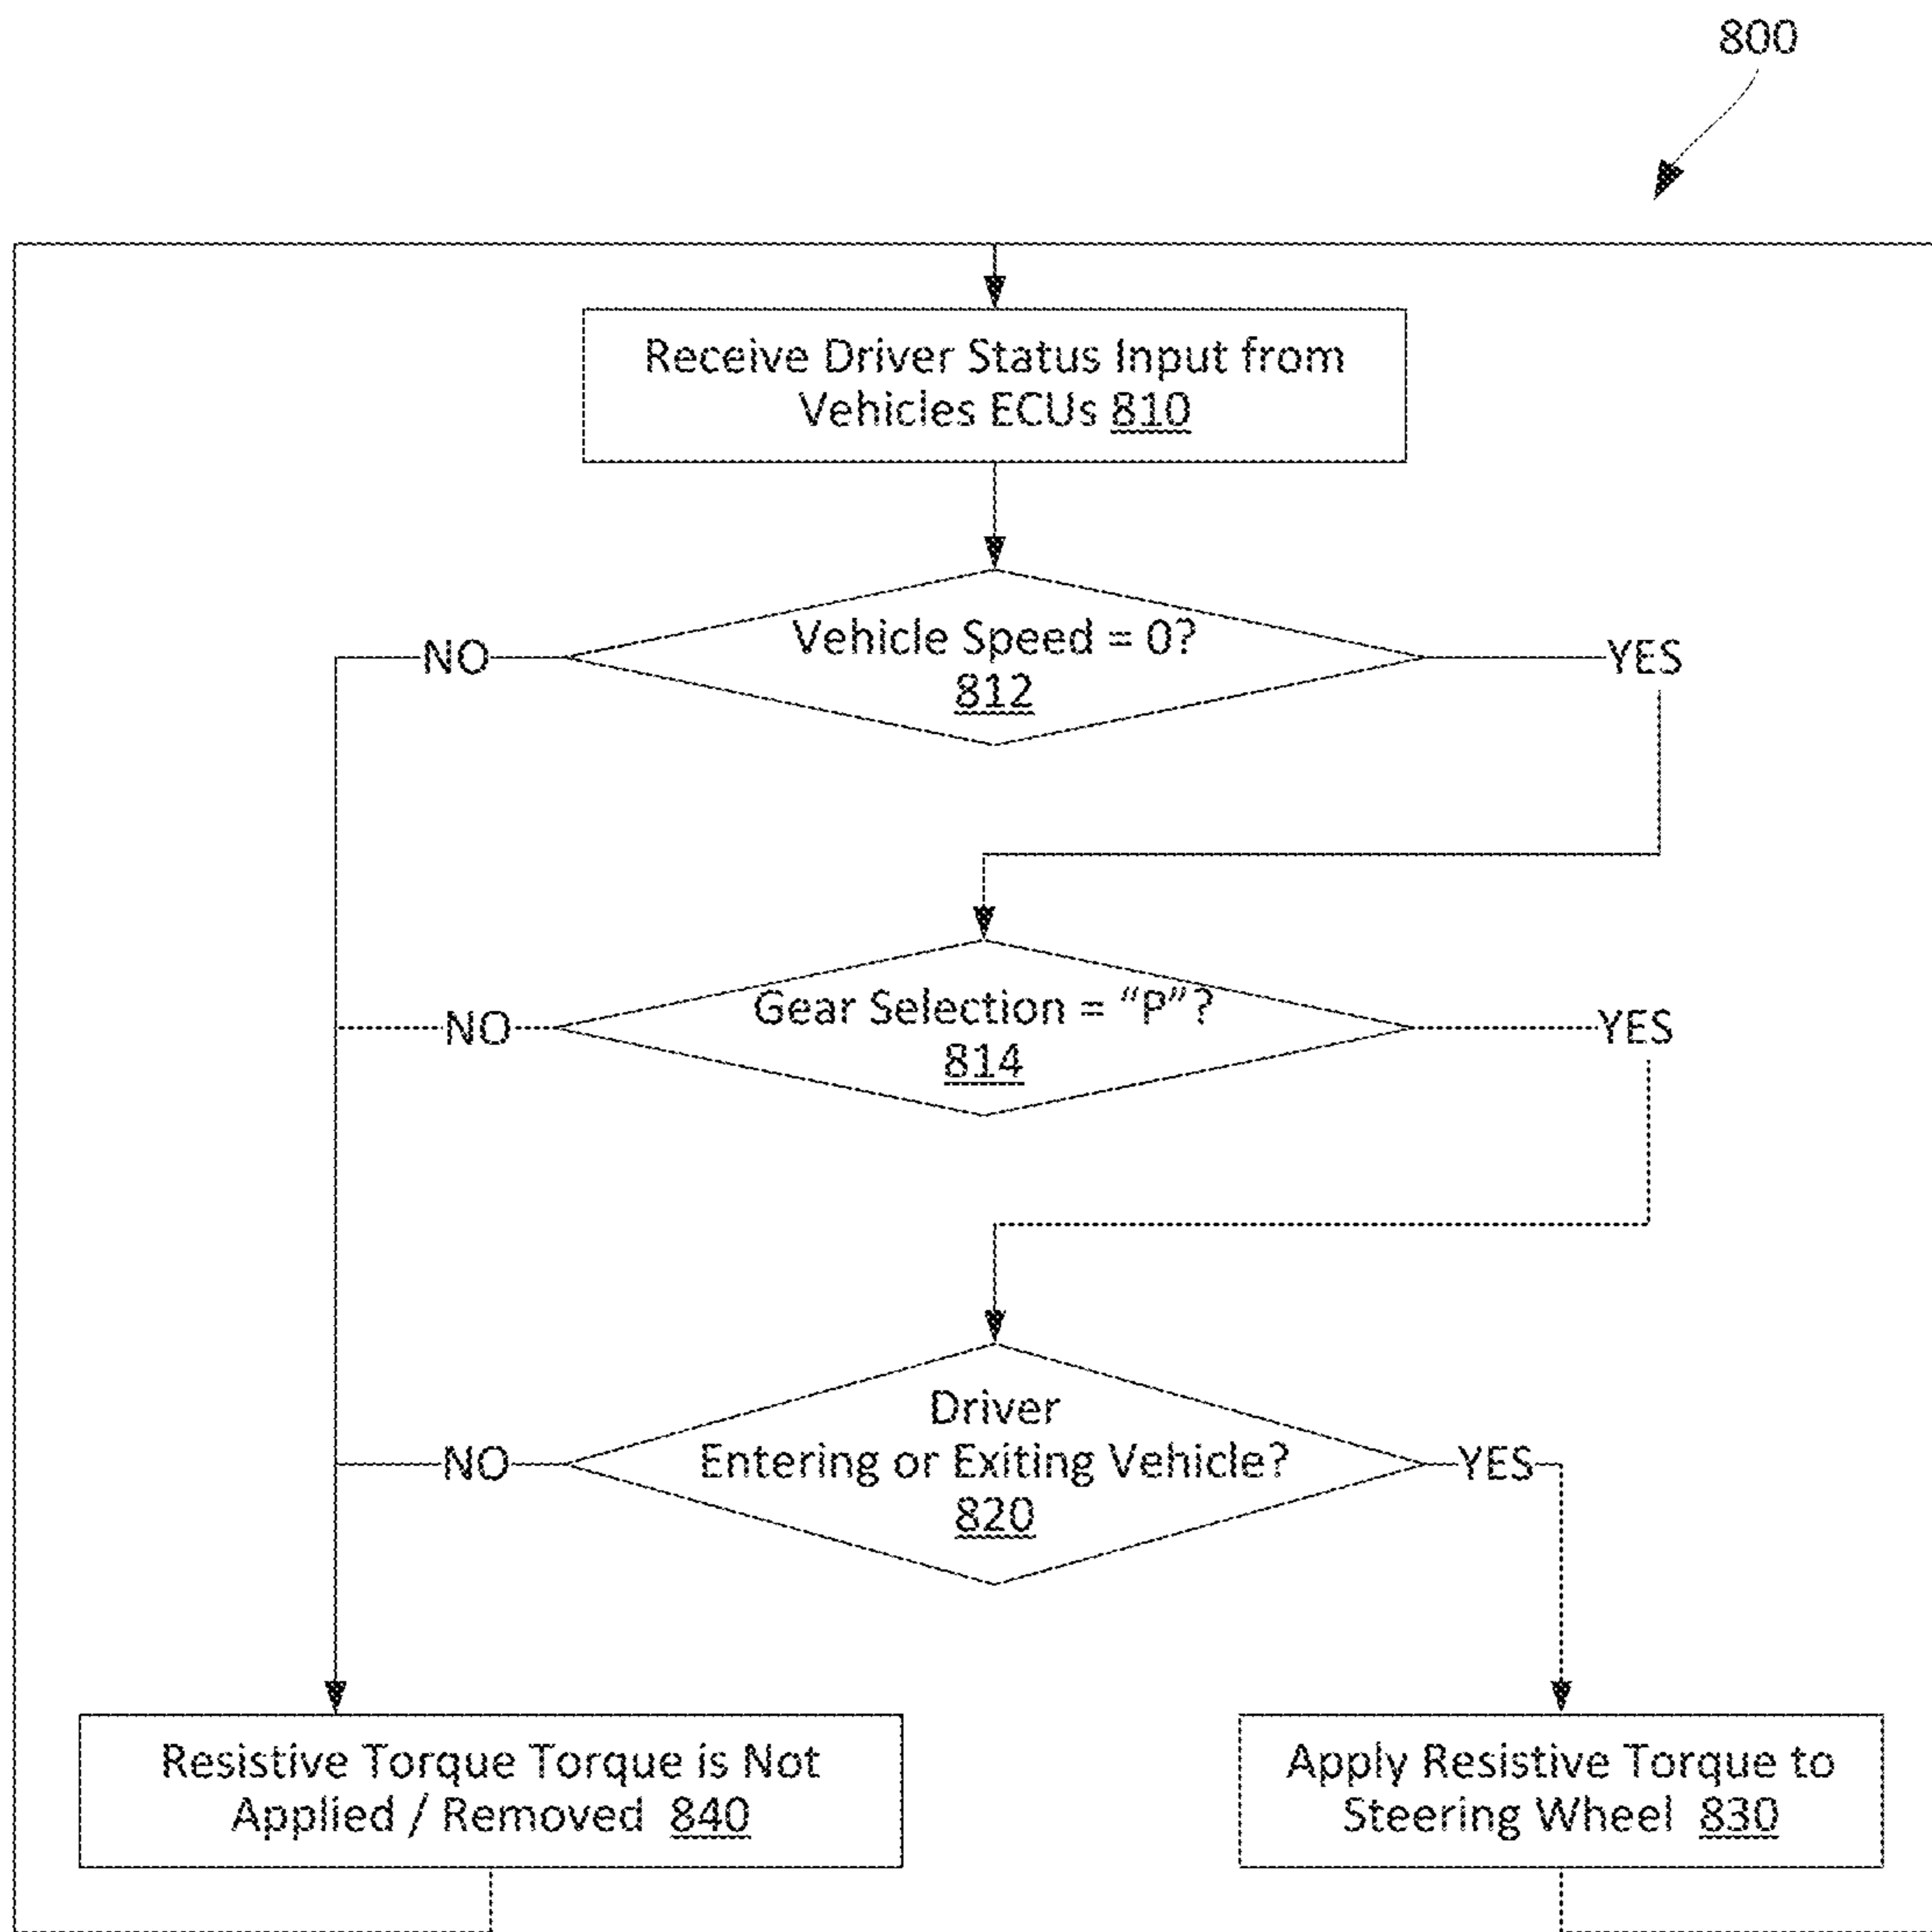 800
Receive Driver Status Input from
Vehicles ECUs 810
Vehicle Speed = 0?
812
NO
YES
Gear Selection = “P”?
814
NO
YES
Driver
Entering or Exiting Vehicle?
820
NO
YES
Resistive Torque Torque is Not
Applied / Removed 840
Apply Resistive Torque to
Steering Wheel 830